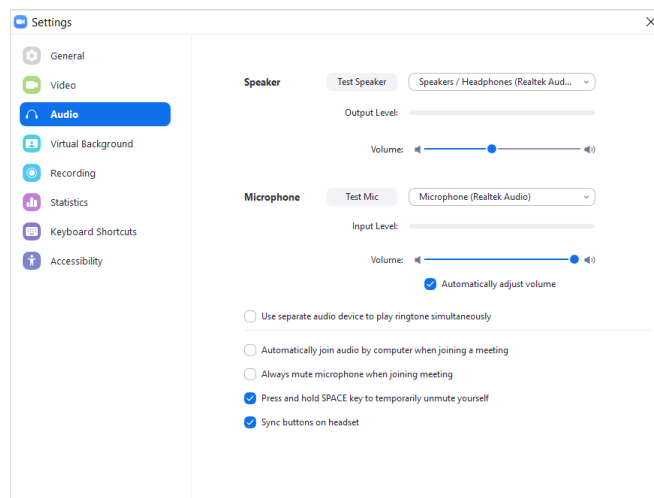 Settings
General
Video
Audio
Virtual Background
Recording
Statistics
Keyboard Shortcuts
Accessibility
Speaker Test Speaker Speakers / Headphones (Realtek Aud...
Output Level:
Volume:
Microphone Test Mic Microphone (Realtek Audio)
Input Level:
Volume:
Automatically adjust volume
Use separate audio device to play ringtone simultaneously
Automatically join audio by computer when joining a meeting
Always mute microphone when joining meeting
Press and hold SPACE key to temporarily unmute yourself
Sync buttons on headset